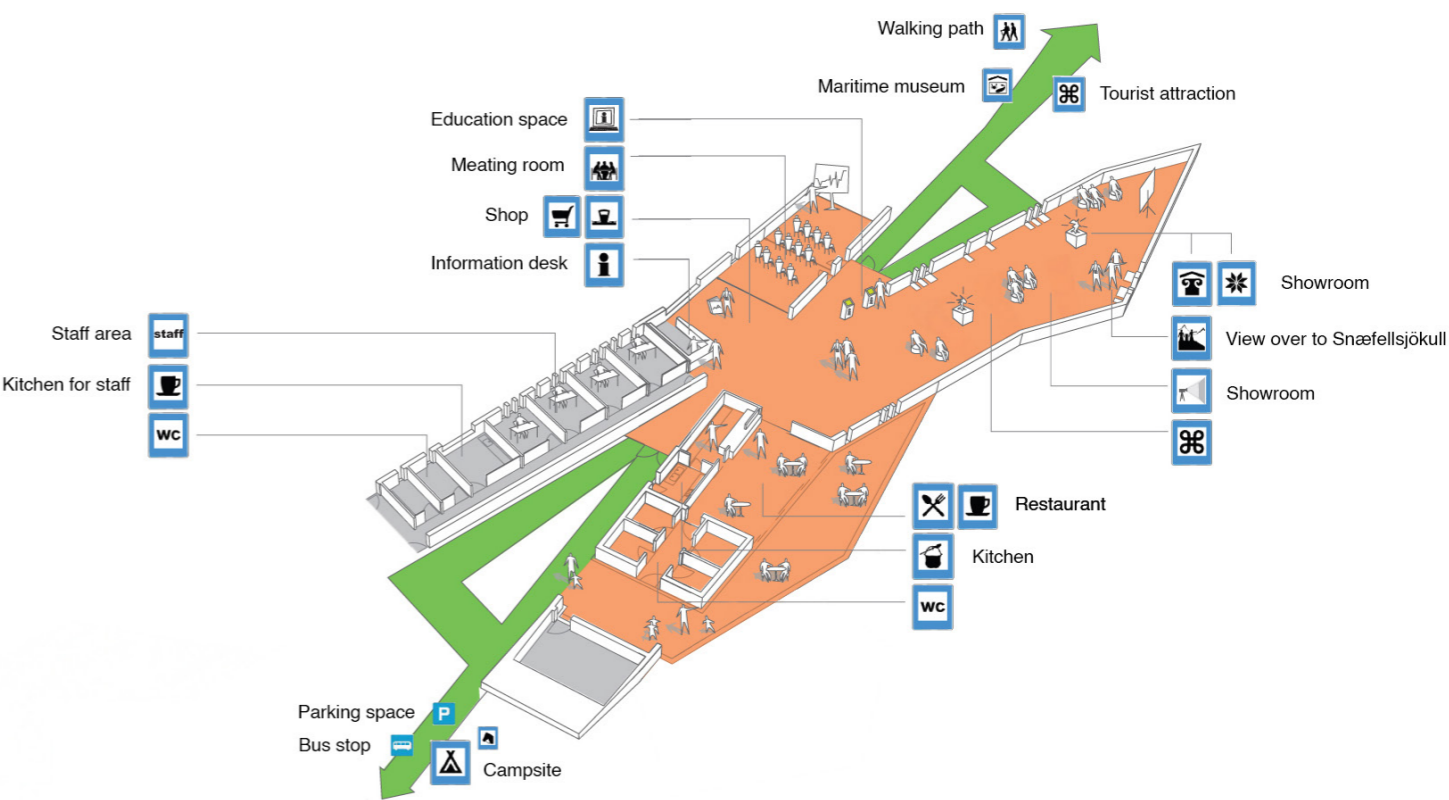 Walking path
Maritime museum
Tourist attraction
Education space
Meating room
Shop
Information desk
Staff area
staff
Kitchen for staff
WC
Showroom
View over to Snæfellsjökull
Showroom
Restaurant
Kitchen
WC
Parking space P
Bus stop
Campsite